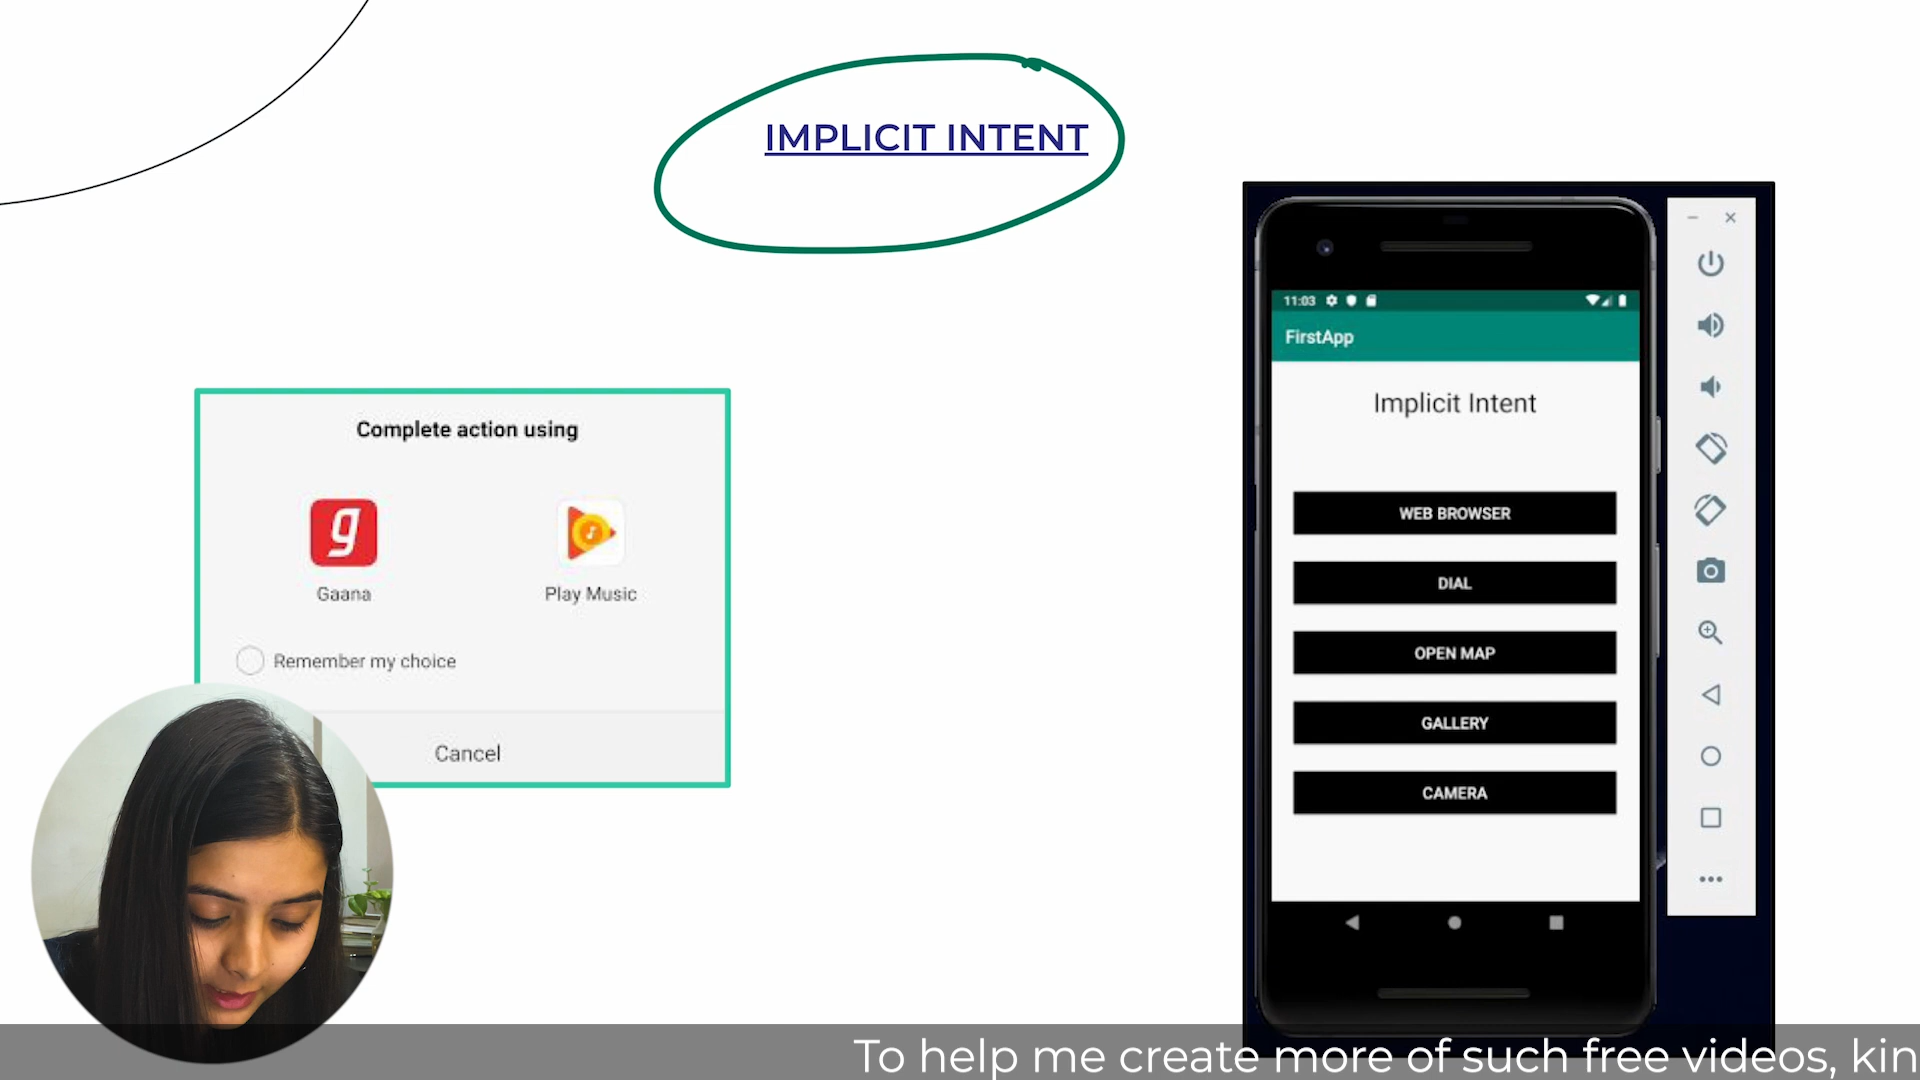 IMPLICIT INTENT
Complete action using
g
Gaana
Play Music
Remember my choice
Cancel
11:03
FirstApp
Implicit Intent
WEB BROWSER
DIAL
OPEN MAP
GALLERY
CAMERA
To help me create more of such free videos, kin